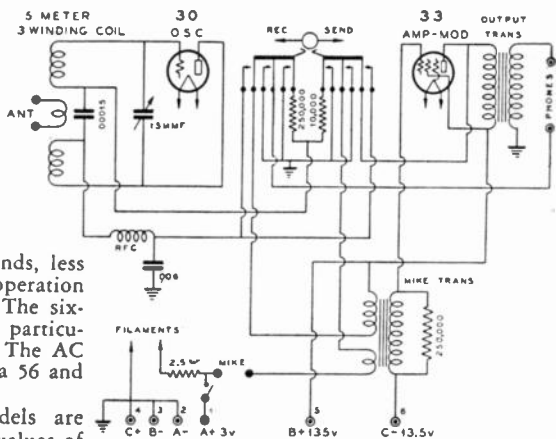 5 METER
3 WINDING COIL
30
OSC
REC
SEND
33
AMP-MOD
OUTPUT
TRANS
ANT
.00015
15MMF
250,000
10,000
PHONES
RFC
.006
nds, less
operation
The six-
particu-
The AC
a 56 and
dels are
values of
MIKE TRANS
250,000
FILAMENTS
2.5ω
MIKE
4
3
2
1
5
6
C+
B-
A-
A+ 3v
B+135v
C-13.5v